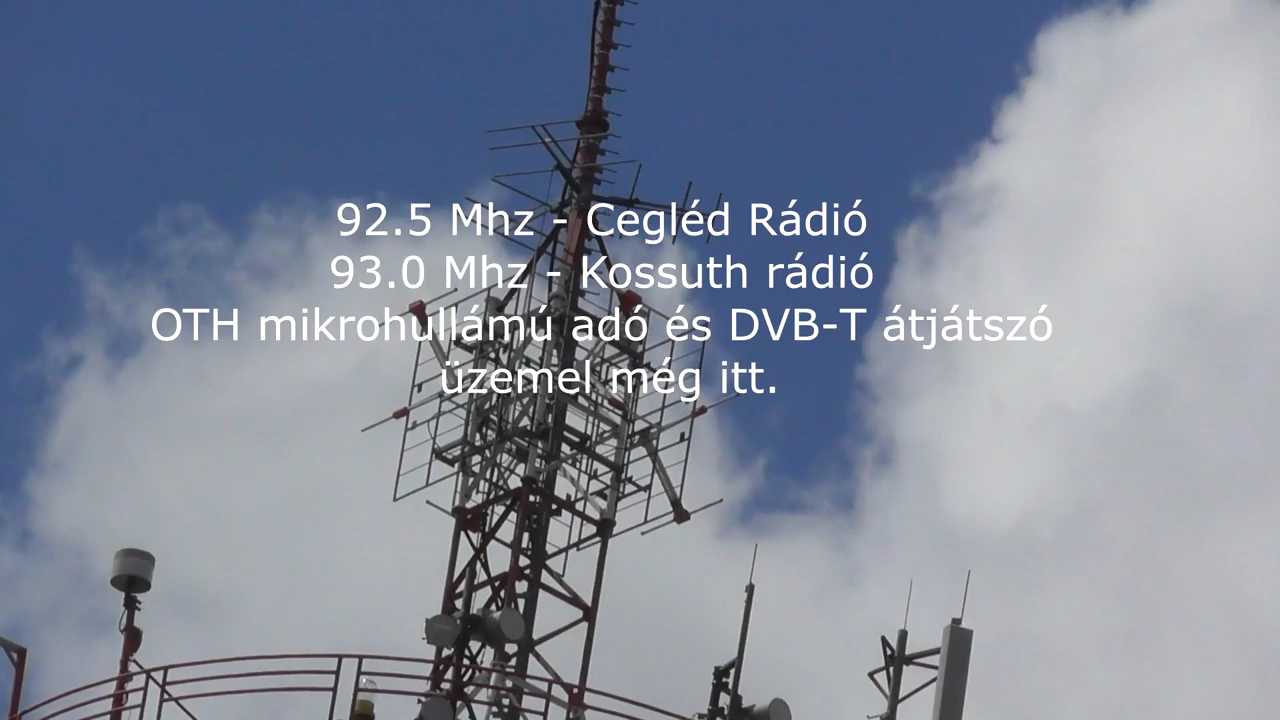 92.5 Mhz - Cegléd Rádió
93.0 Mhz - Kossuth rádió
OTH mikrohullámú adó és DVB-T átjátszó
üzemel még itt.